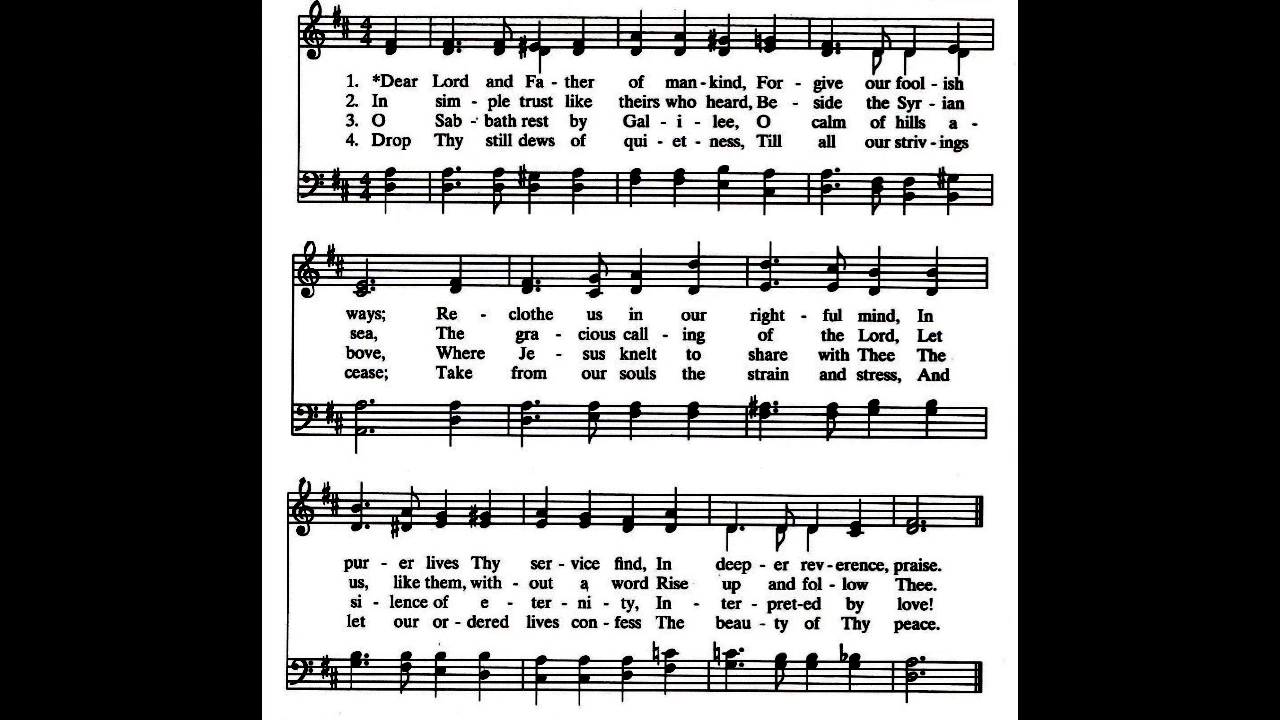 1. *Dear Lord and Fa - ther of man - kind, For - give our fool - ish
2. In sim - ple trust like theirs who heard, Be - side the Syr - ian
3. O Sab - bath rest by Gal - i - lee, O calm of hills a -
4. Drop Thy still dews of qui - et - ness, Till all our striv - ings
ways; Re - clothe us in our right - ful mind, In
sea, The gra - cious call - ing of the Lord, Let
bove, Where Je - sus knelt to share with Thee The
cease; Take from our souls the strain and stress, And
pur - er lives Thy ser - vice find, In deep - er rev - erence, praise.
us, like them, with - out a word Rise up and fol - low Thee.
si - lence of e - ter - ni - ty, In - ter - pret - ed by love!
let our or - dered lives con - fess The beau - ty of Thy peace.